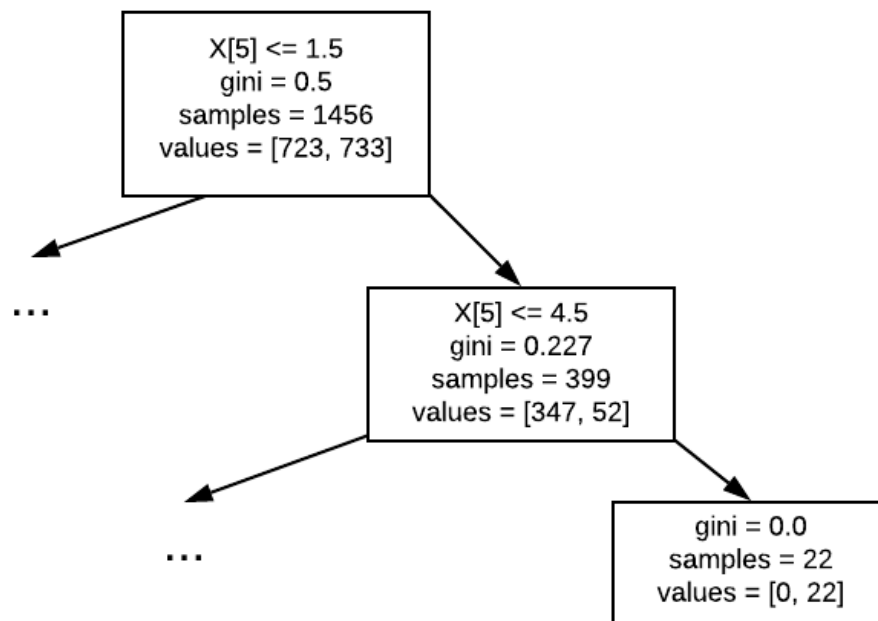 X[5] <= 1.5
gini = 0.5
samples = 1456
values = [723, 733]
...
X[5] <= 4.5
gini = 0.227
samples = 399
values = [347, 52]
...
gini = 0.0
samples = 22
values = [0, 22]